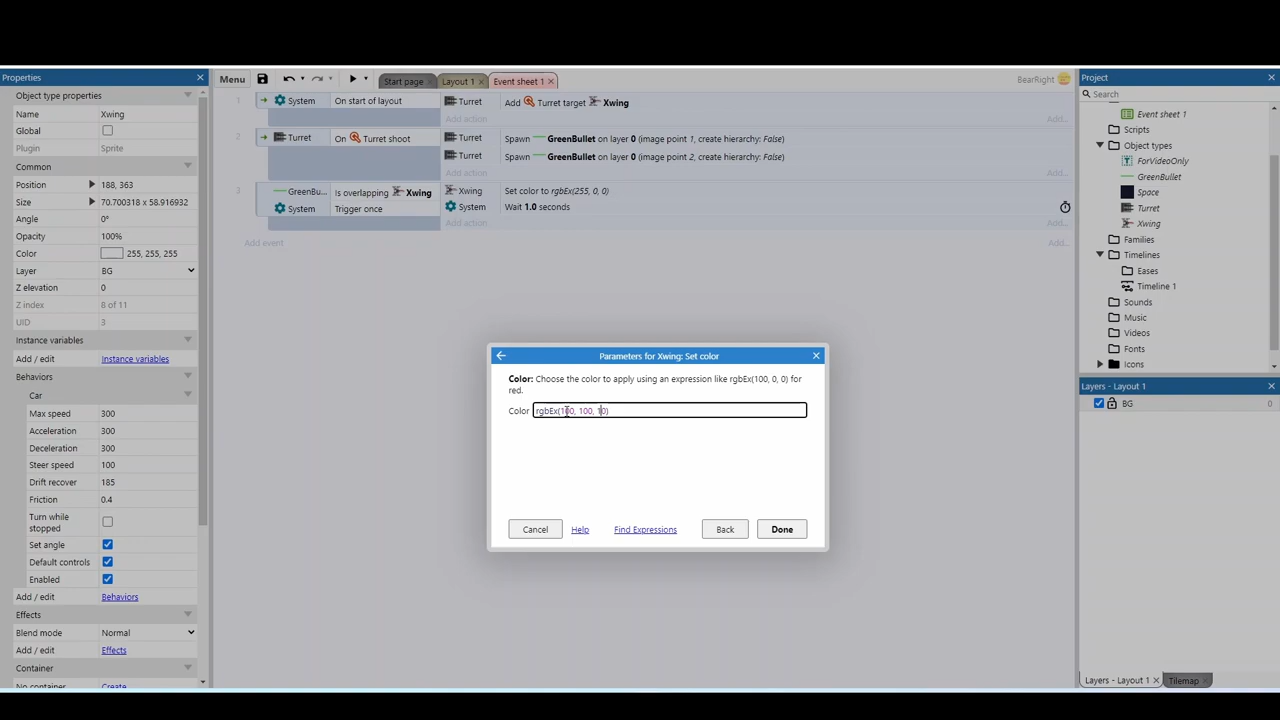 Properties
Menu
Start page
Layout 1
Event sheet 1
BearRight
Project
Object type properties
Name Xwing
Global
Plugin Sprite
Common
Position 188, 363
Size 70.700318 x 58.916932
Angle 0°
Opacity 100%
Color 255, 255, 255
Layer BG
Z elevation 0
Z index 8 of 11
UID 3
Instance variables
Add / edit Instance variables
Behaviors
Car
Max speed 300
Acceleration 300
Deceleration 300
Steer speed 100
Drift recover 185
Friction 0.4
Turn while
stopped
Set angle
Default controls
Enabled
Add / edit Behaviors
Effects
Blend mode Normal
Add / edit Effects
Container
No container Create
1 System On start of layout Turret Add Turret target Xwing
Add action Add...
2 Turret On Turret shoot Turret Spawn GreenBullet on layer 0 (image point 1, create hierarchy: False)
Turret Spawn GreenBullet on layer 0 (image point 2, create hierarchy: False)
Add action Add...
3 GreenBu... Is overlapping Xwing Xwing Set color to rgbEx(255, 0, 0)
System Trigger once System Wait 1.0 seconds
Add action Add...
Add event Add...
Parameters for Xwing: Set color
Color: Choose the color to apply using an expression like rgbEx(100, 0, 0) for
red.
Color rgbEx(100, 100, 10)
Cancel Help Find Expressions Back Done
Search
Event sheet 1
Scripts
Object types
ForVideoOnly
GreenBullet
Space
Turret
Xwing
Families
Timelines
Eases
Timeline 1
Sounds
Music
Videos
Fonts
Icons
Layers - Layout 1
BG 0
Layers - Layout 1 Tilemap